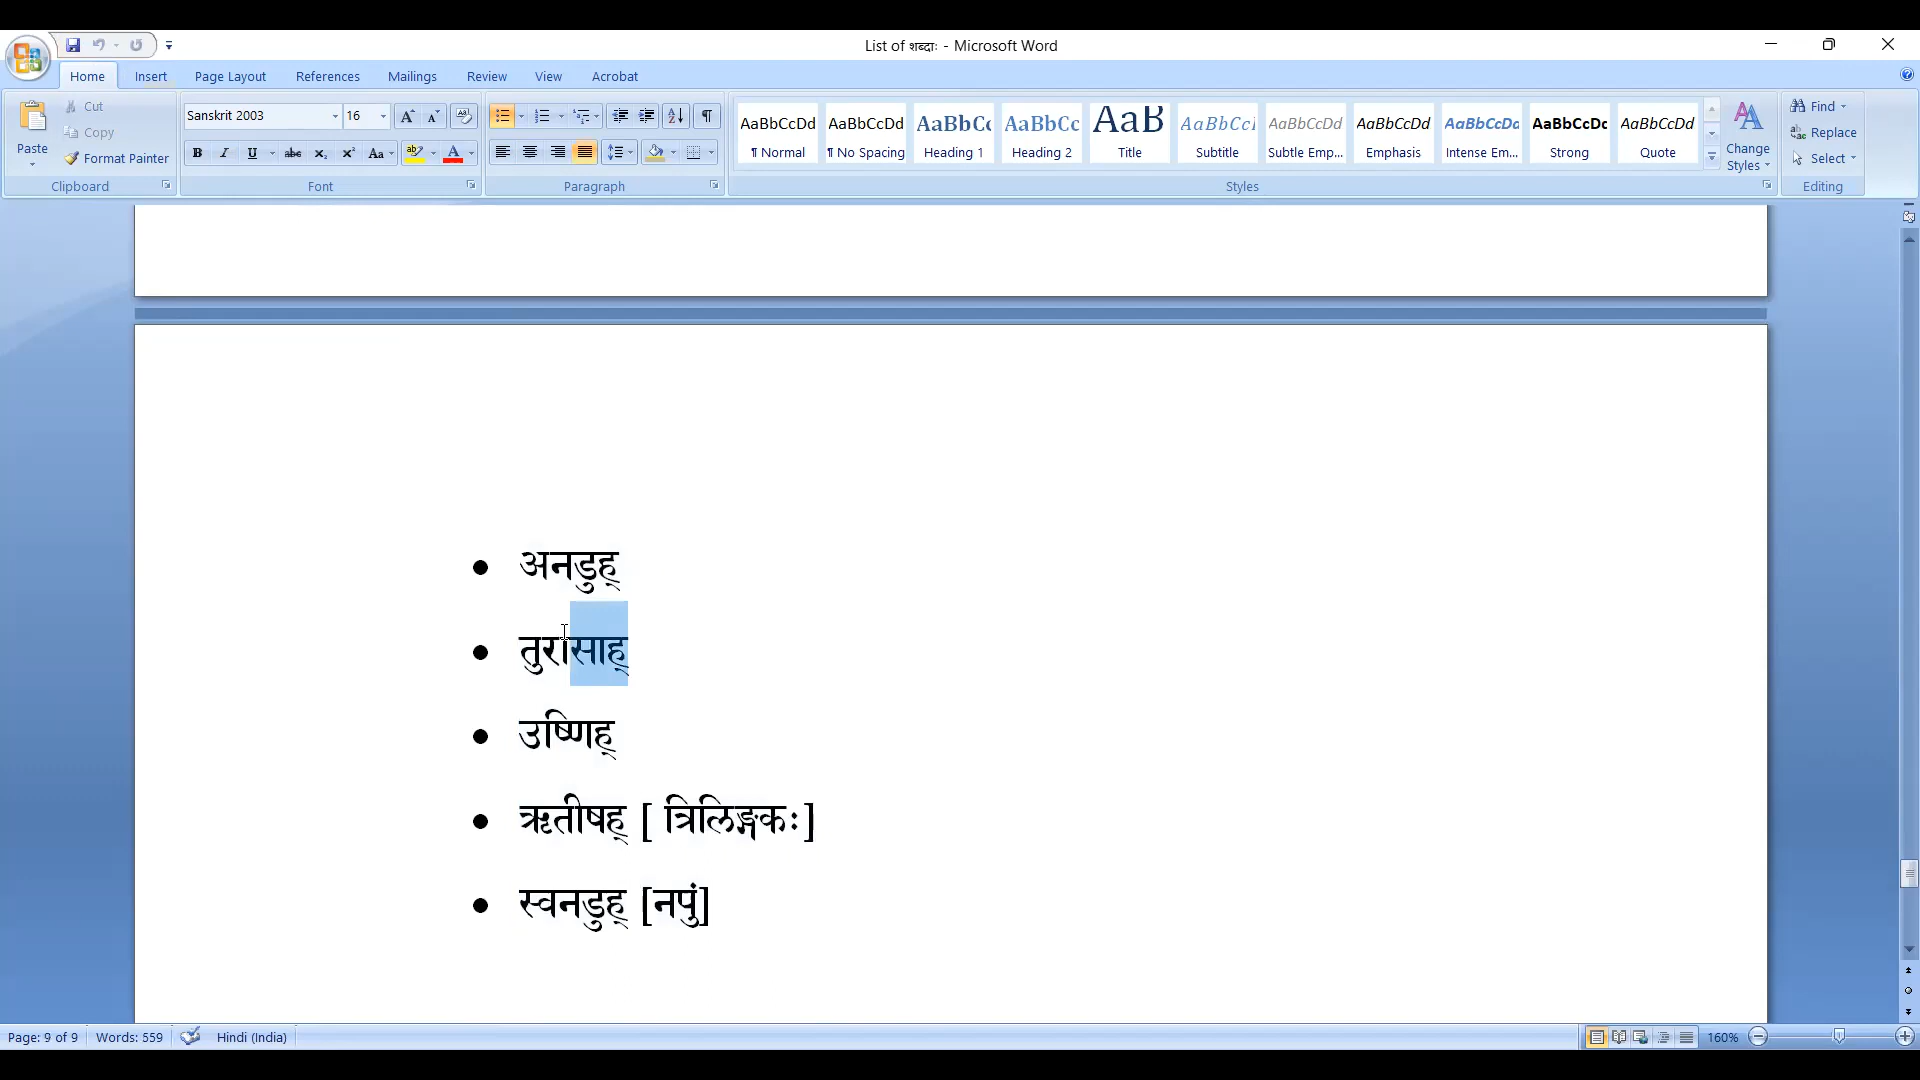 List of शब्दाः - Microsoft Word
Home Insert Page Layout References Mailings Review View Acrobat
Paste Cut Copy Format Painter Clipboard
Sanskrit 2003 16
Font
Paragraph
AaBbCcDd AaBbCcDd AaBbCc AaBbCc AaB AaBbCcI AaBbCcDd AaBbCcDd AaBbCcDd AaBbCcDc AaBbCcDd
¶ Normal ¶ No Spacing Heading 1 Heading 2 Title Subtitle Subtle Emp... Emphasis Intense Em... Strong Quote
Change Styles
Styles
Find Replace Select Editing
• अनडुह्
• तुरासाह्
• उष्णिह्
• ऋतीषह् [ त्रिलिङ्गकः]
• स्वनडुह् [नपुं]
Page: 9 of 9 Words: 559 Hindi (India) 160%